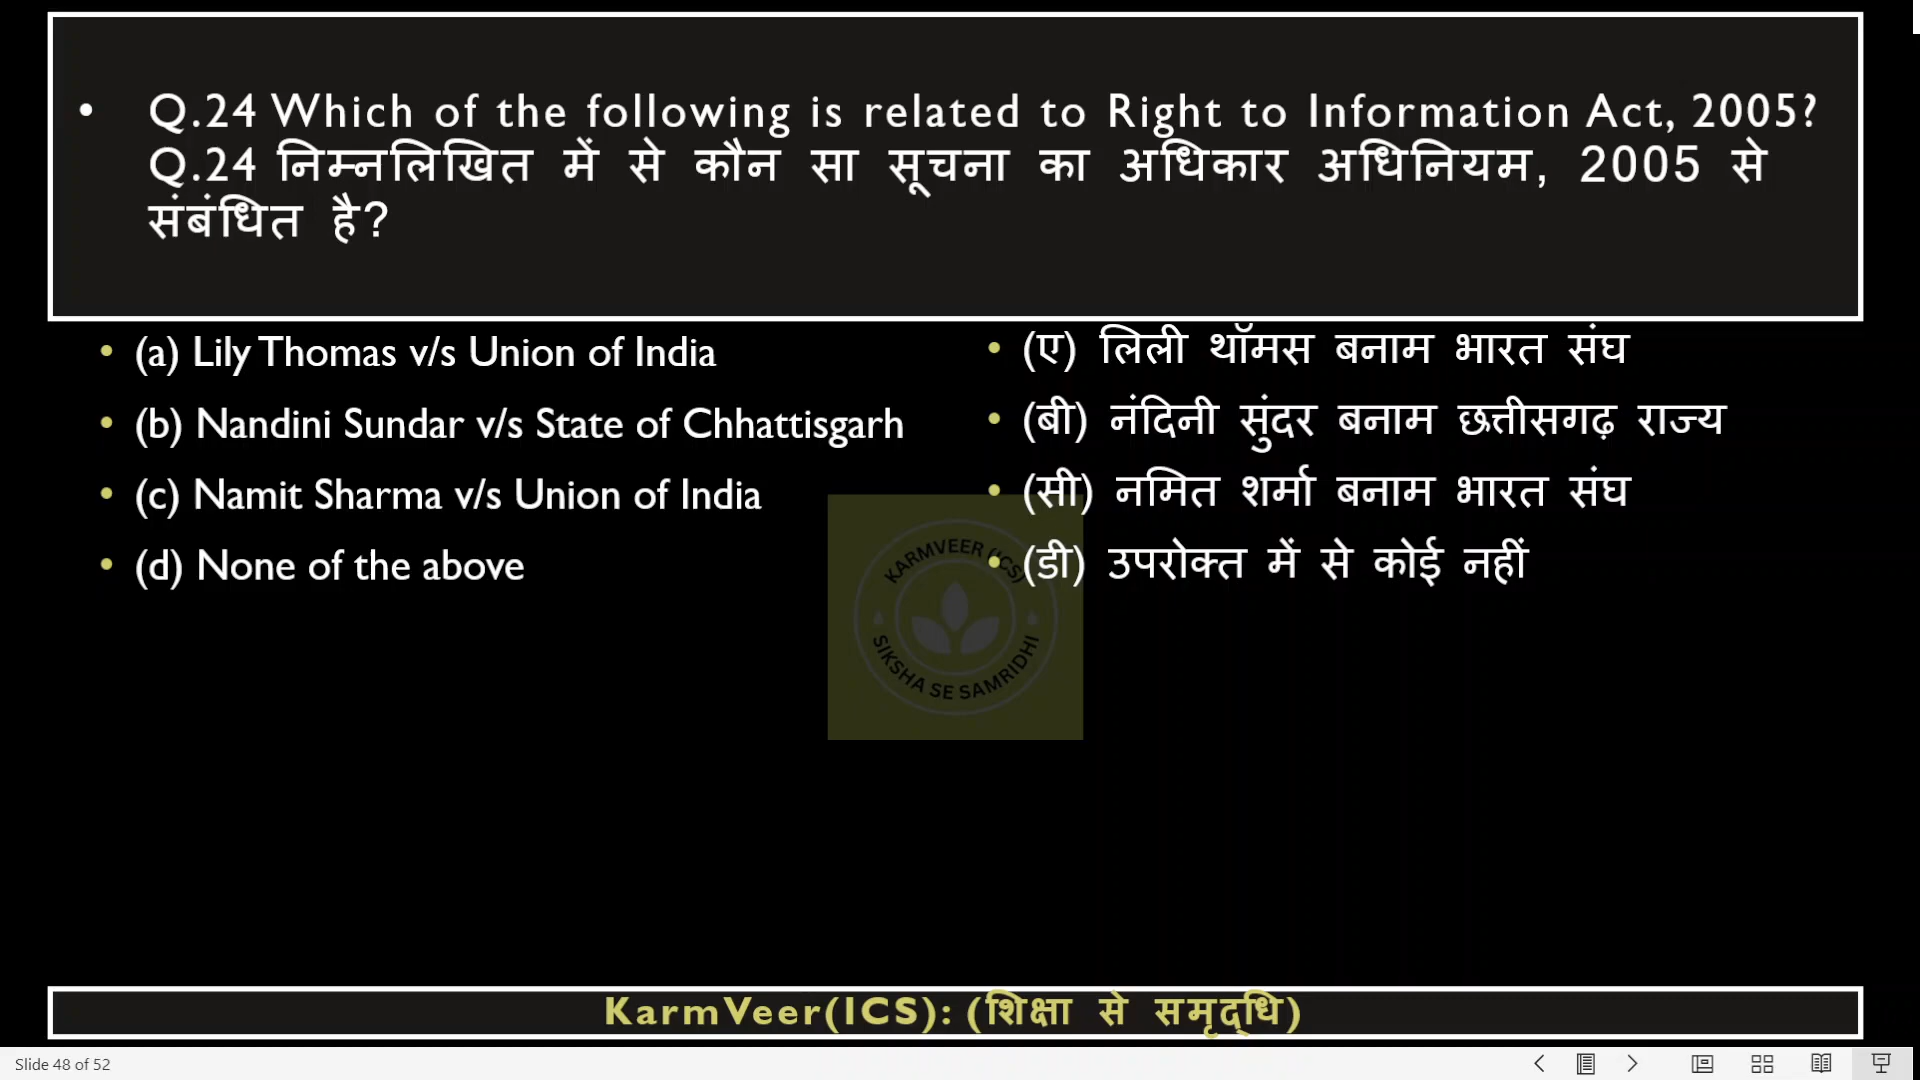 • Q.24 Which of the following is related to Right to Information Act, 2005?
Q.24 निम्नलिखित में से कौन सा सूचना का अधिकार अधिनियम, 2005 से
संबंधित है?
• (a) Lily Thomas v/s Union of India
• (b) Nandini Sundar v/s State of Chhattisgarh
• (c) Namit Sharma v/s Union of India
• (d) None of the above
• (ए) लिली थॉमस बनाम भारत संघ
• (बी) नंदिनी सुंदर बनाम छत्तीसगढ़ राज्य
• (सी) नमित शर्मा बनाम भारत संघ
• (डी) उपरोक्त में से कोई नहीं
KARMVEER (ICS)
SIKSHA SE SAMRIDHI
KarmVeer(ICS): (शिक्षा से समृद्धि)
Slide 48 of 52